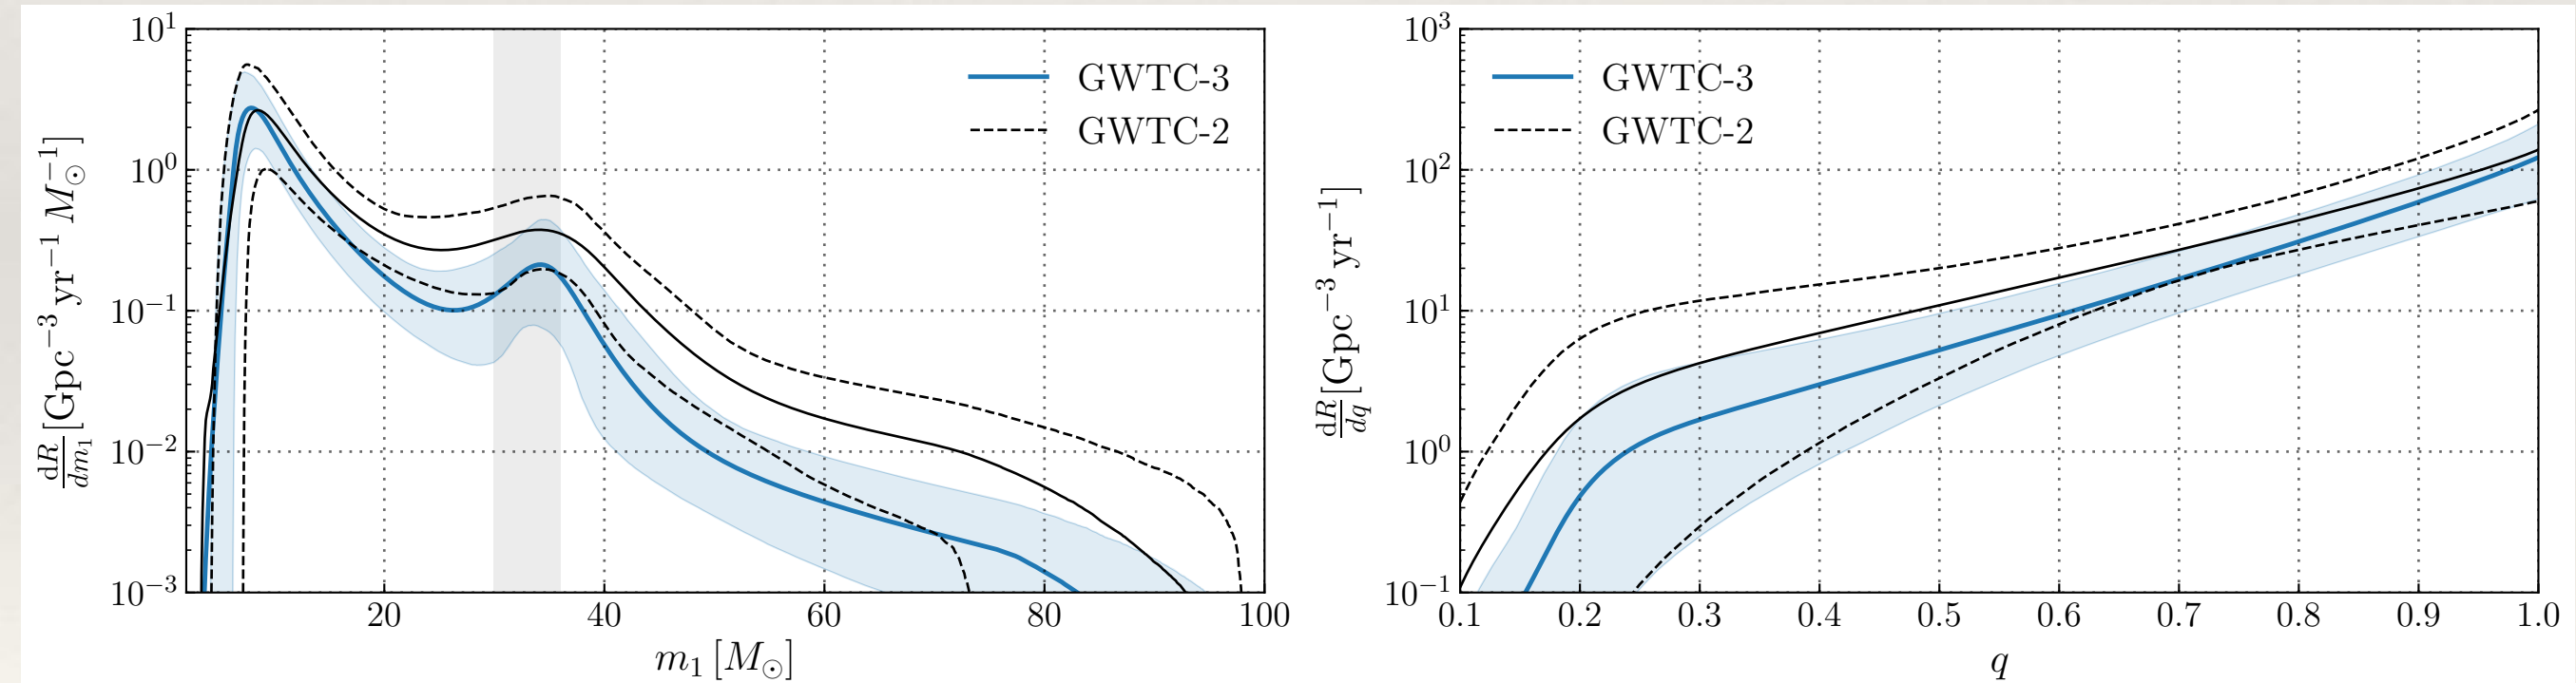 10^1
10^0
10^{-1}
10^{-2}
10^{-3}
dR/dm_1 [Gpc^{-3} yr^{-1} M_⊙^{-1}]
GWTC-3
GWTC-2
20 40 60 80 100
m_1 [M_⊙]
10^3
10^2
10^1
10^0
10^{-1}
dR/dq [Gpc^{-3} yr^{-1}]
GWTC-3
GWTC-2
0.1 0.2 0.3 0.4 0.5 0.6 0.7 0.8 0.9 1.0
q